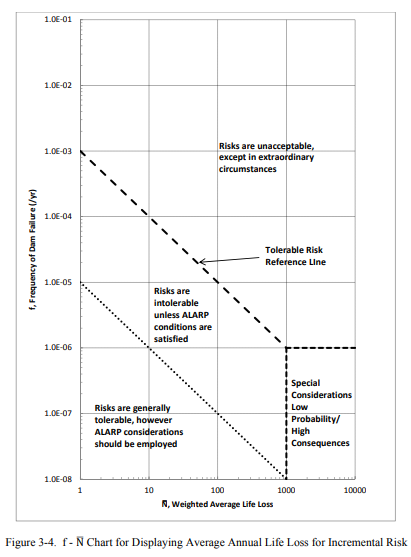 1.0E-01
1.0E-02
1.0E-03
1.0E-04
1.0E-05
1.0E-06
1.0E-07
1.0E-08
f, Frequency of Dam Failure (/yr)
Risks are unacceptable,
except in extraordinary
circumstances
Tolerable Risk
Reference LIne
Risks are
intolerable
unless ALARP
conditions are
satisfied
Special
Considerations
Low
Probability/
High
Consequences
Risks are generally
tolerable, however
ALARP considerations
should be employed
1 10 100 1000 10000
N̅, Weighted Average Life Loss
Figure 3-4. f - N̅ Chart for Displaying Average Annual Life Loss for Incremental Risk